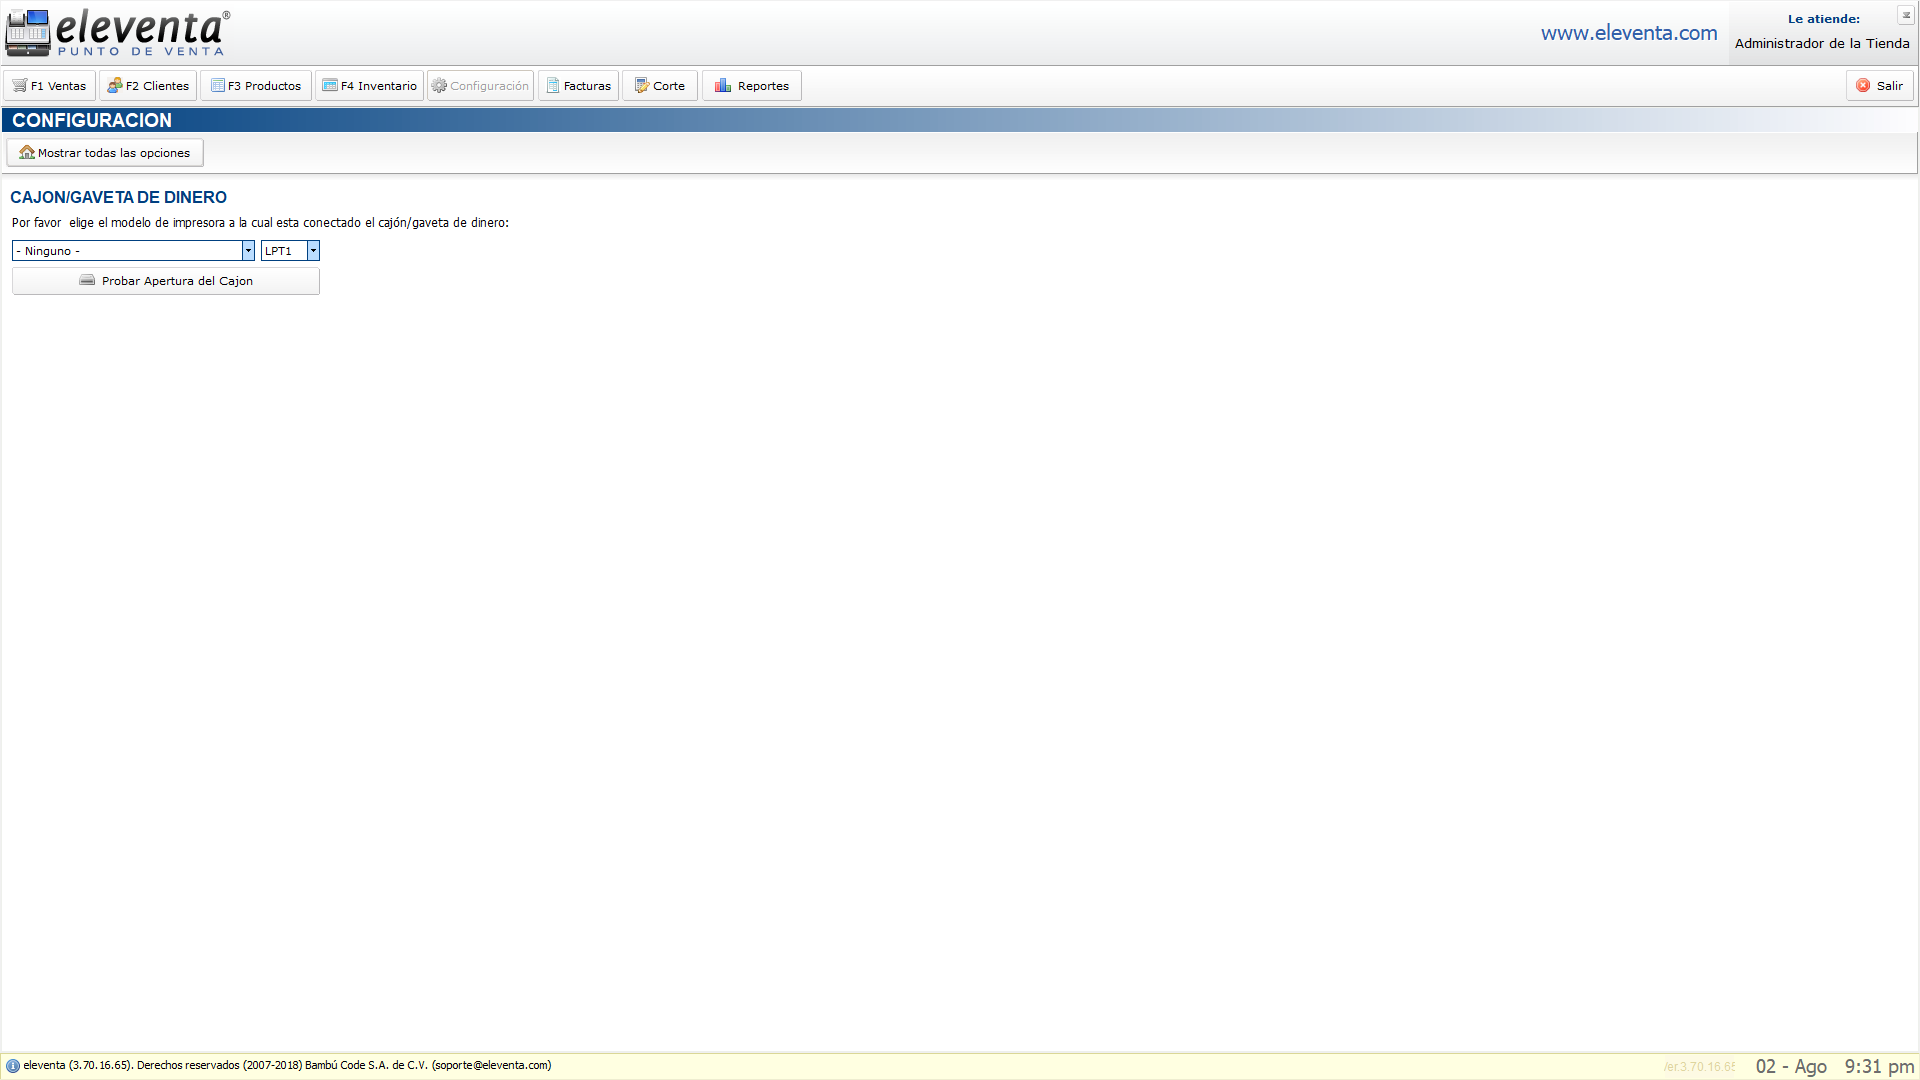 eleventa®
PUNTO DE VENTA
www.eleventa.com
Le atiende:
Administrador de la Tienda
F1 Ventas
F2 Clientes
F3 Productos
F4 Inventario
Configuración
Facturas
Corte
Reportes
Salir
CONFIGURACION
Mostrar todas las opciones
CAJON/GAVETA DE DINERO
Por favor elige el modelo de impresora a la cual esta conectado el cajón/gaveta de dinero:
- Ninguno -
LPT1
Probar Apertura del Cajon
eleventa (3.70.16.65). Derechos reservados (2007-2018) Bambú Code S.A. de C.V. (soporte@eleventa.com)
/er.3.70.16.65
02 - Ago
9:31 pm